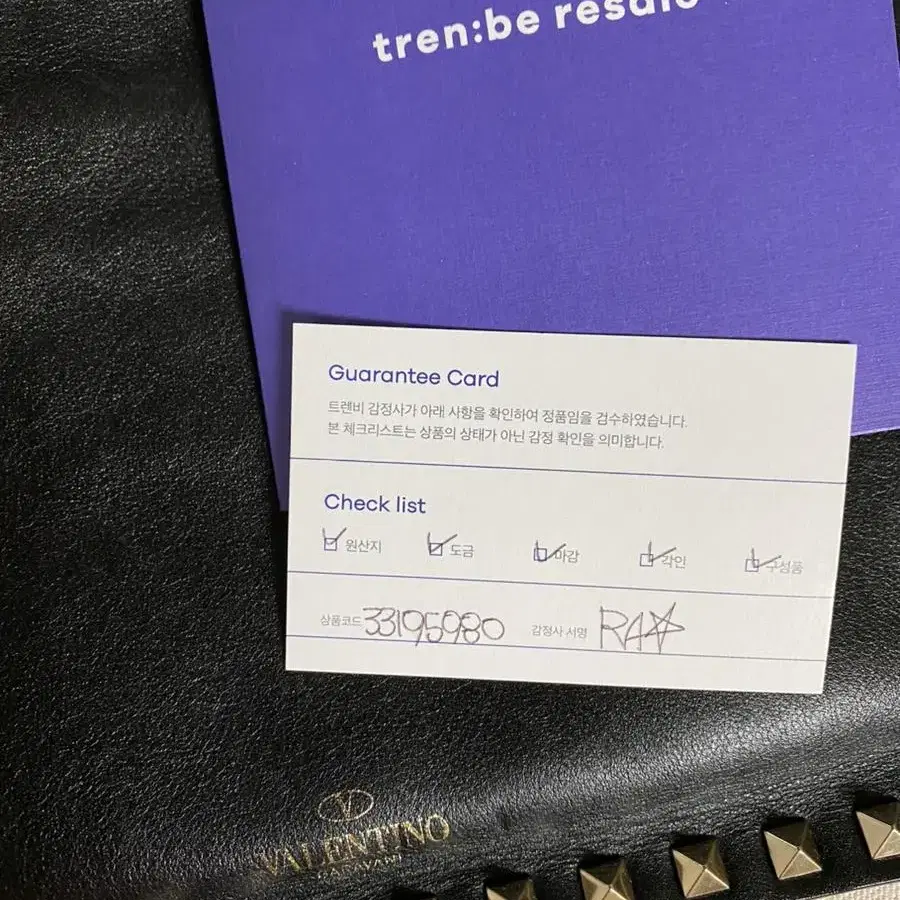 tren:be resale
Guarantee Card
트렌비 감정사가 아래 사항을 확인하여 정품임을 검수하였습니다.
본 체크리스트는 상품의 상태가 아닌 감정 확인을 의미합니다.
Check list
원산지 도금 마감 각인 구성품
상품코드 33195980 감정사 서명
VALENTINO
GARAVANI